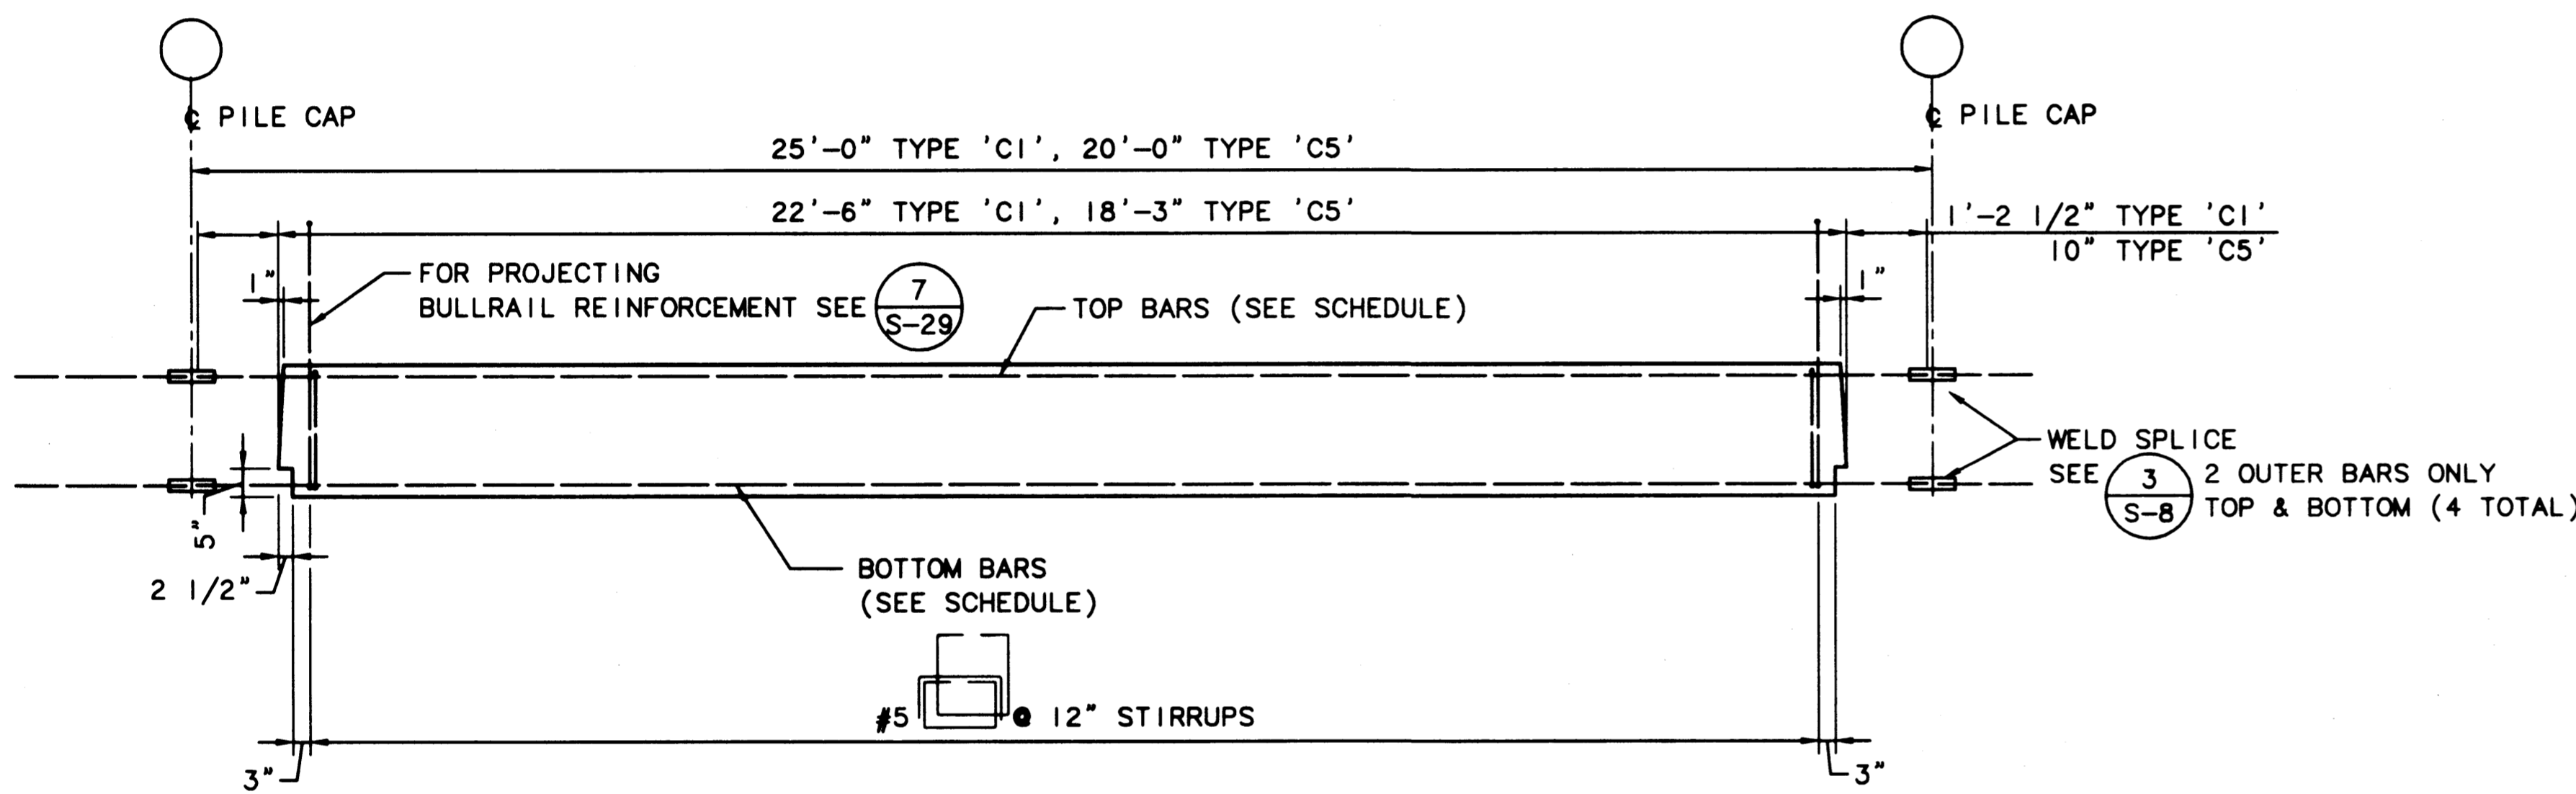 ℄ PILE CAP
℄ PILE CAP
25'-0" TYPE 'C1', 20'-0" TYPE 'C5'
22'-6" TYPE 'C1', 18'-3" TYPE 'C5'
1'-2 1/2" TYPE 'C1'
10" TYPE 'C5'
1"
FOR PROJECTING
BULLRAIL REINFORCEMENT SEE
7
S-29
TOP BARS (SEE SCHEDULE)
1"
WELD SPLICE
SEE
3
S-8
2 OUTER BARS ONLY
TOP & BOTTOM (4 TOTAL)
5"
2 1/2"
BOTTOM BARS
(SEE SCHEDULE)
#5 @ 12" STIRRUPS
3"
3"